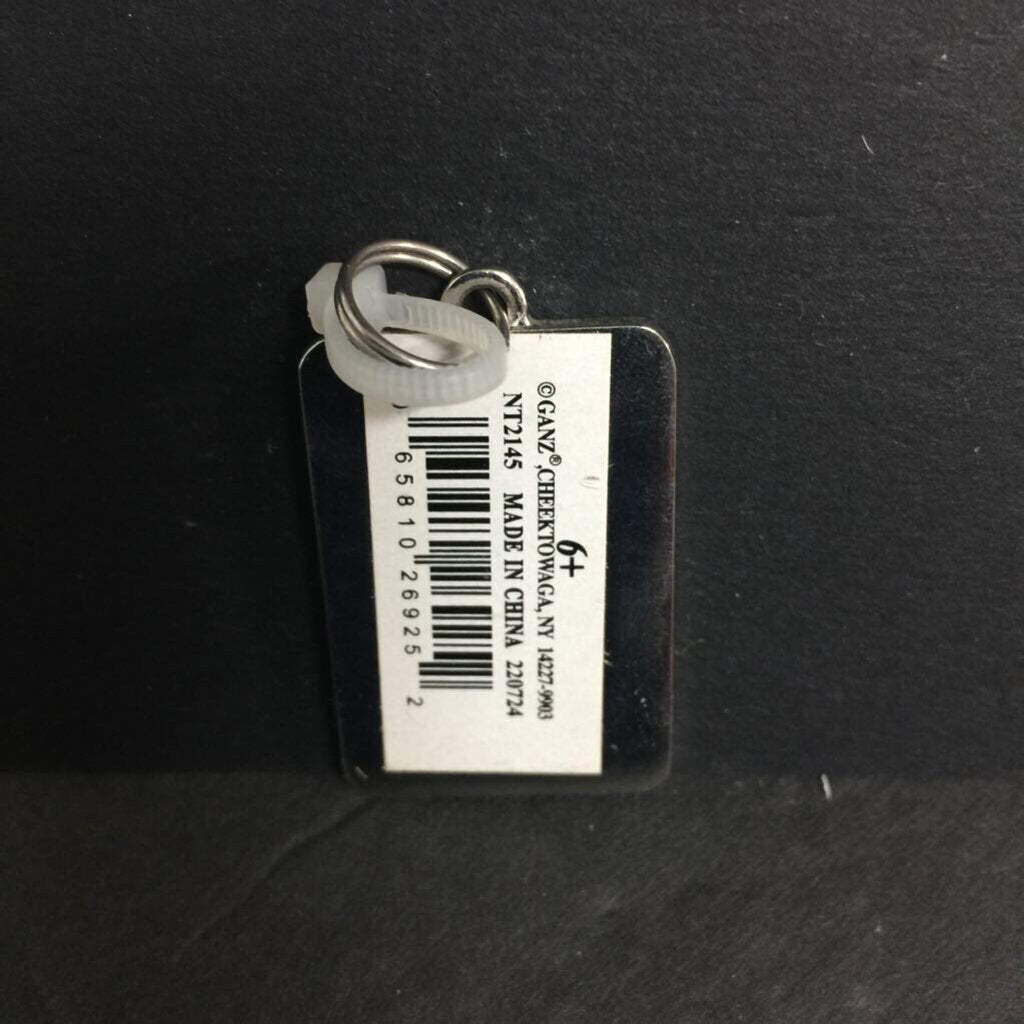 6+
©GANZ®,CHEEKTOWAGA, NY 14227-9903
NT2145 MADE IN CHINA 220724
65810 26925 2